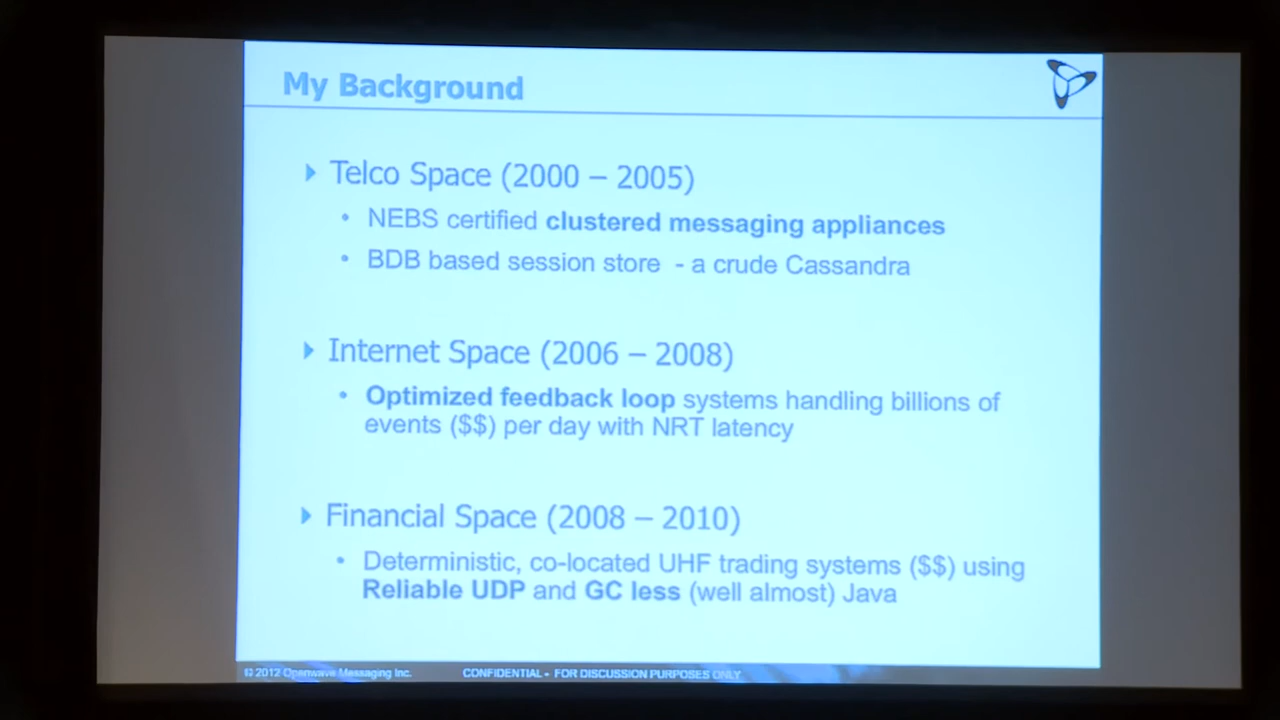 My Background
Telco Space (2000 – 2005)
• NEBS certified clustered messaging appliances
• BDB based session store - a crude Cassandra
Internet Space (2006 – 2008)
• Optimized feedback loop systems handling billions of
events ($$) per day with NRT latency
Financial Space (2008 – 2010)
• Deterministic, co-located UHF trading systems ($$) using
Reliable UDP and GC less (well almost) Java
© 2012 Openwave Messaging Inc. CONFIDENTIAL - FOR DISCUSSION PURPOSES ONLY